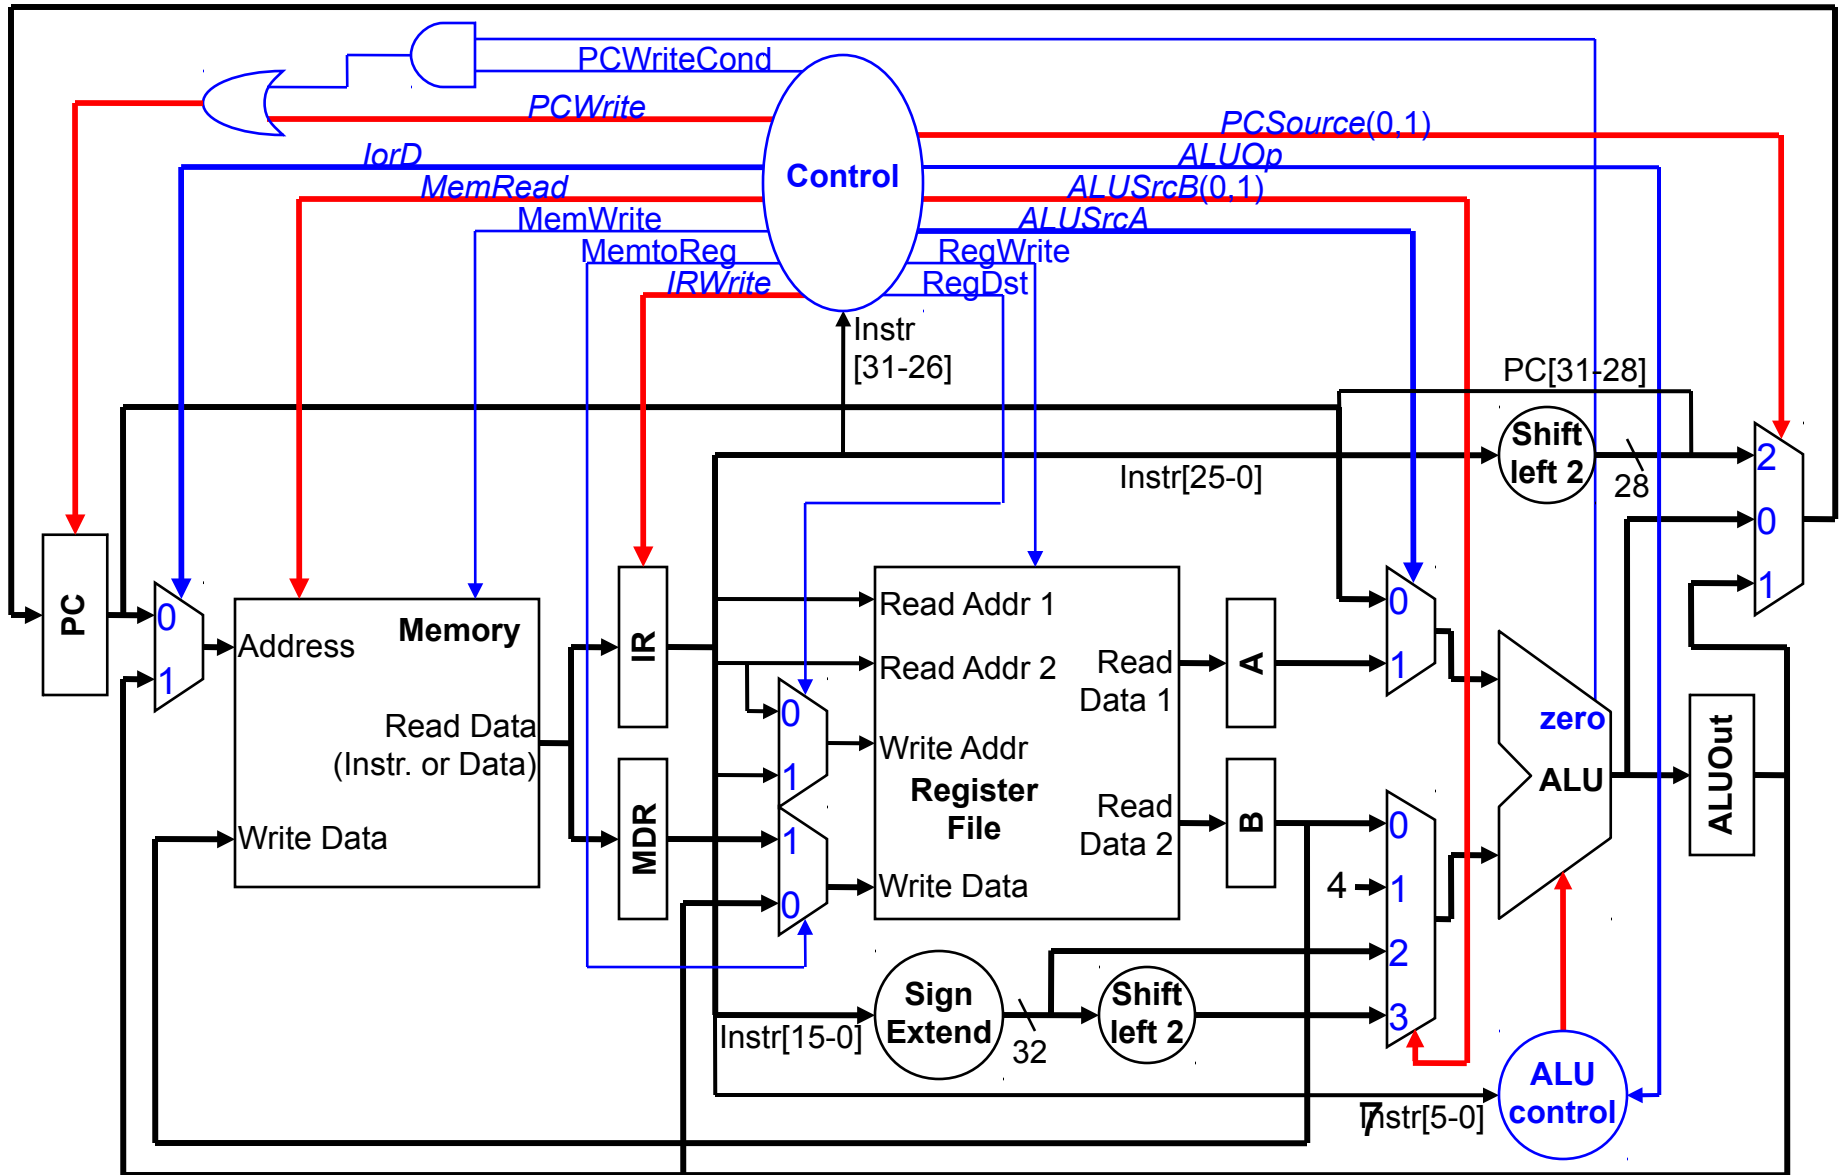 PCWriteCond
PCWrite
PCSource(0,1)
IorD
ALUOp
Control
MemRead
ALUSrcB(0,1)
MemWrite
ALUSrcA
MemtoReg
RegWrite
IRWrite
RegDst
Instr
[31-26]
PC[31-28]
Shift
left 2
Instr[25-0]
28
2
0
1
PC
0
1
Address
Memory
Read Data
(Instr. or Data)
Write Data
IR
MDR
0
1
1
0
Read Addr 1
Read Addr 2
Read
Data 1
Write Addr
Register
File
Read
Data 2
Write Data
A
B
0
1
4
0
1
2
3
zero
ALU
ALUOut
Sign
Extend
Shift
left 2
Instr[15-0]
32
ALU
control
Instr[5-0]
7